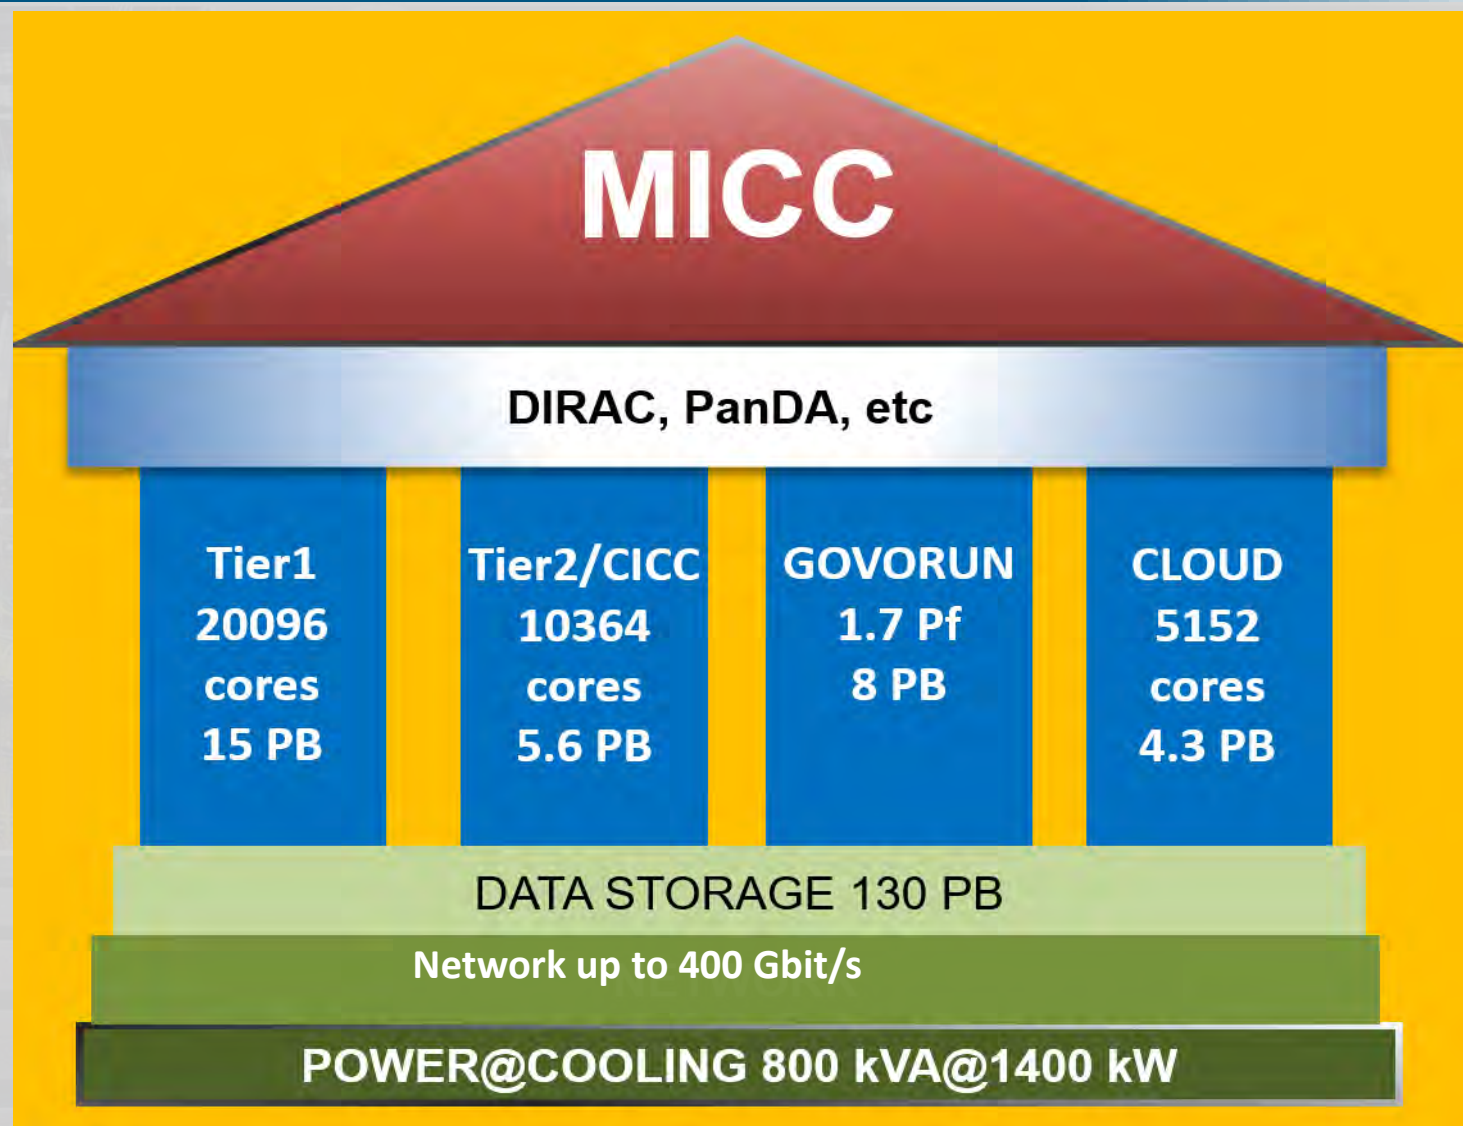 MICC
DIRAC, PanDA, etc
Tier1
20096
cores
15 PB
Tier2/CICC
10364
cores
5.6 PB
GOVORUN
1.7 Pf
8 PB
CLOUD
5152
cores
4.3 PB
DATA STORAGE 130 PB
Network up to 400 Gbit/s
POWER@COOLING 800 kVA@1400 kW